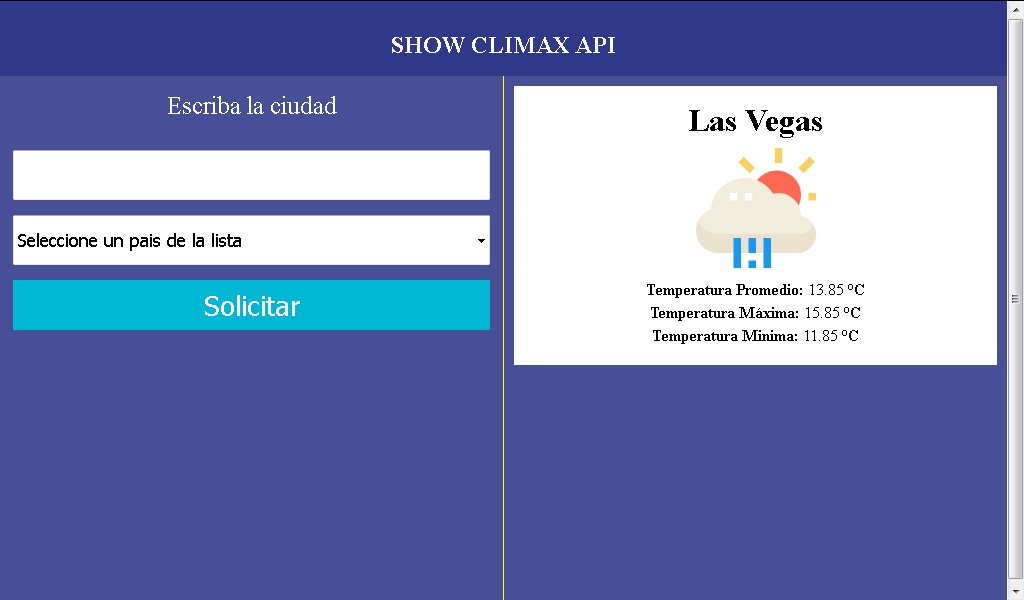 SHOW CLIMAX API
Escriba la ciudad
Seleccione un pais de la lista
Solicitar
Las Vegas
Temperatura Promedio: 13.85 ºC
Temperatura Máxima: 15.85 ºC
Temperatura Minima: 11.85 ºC